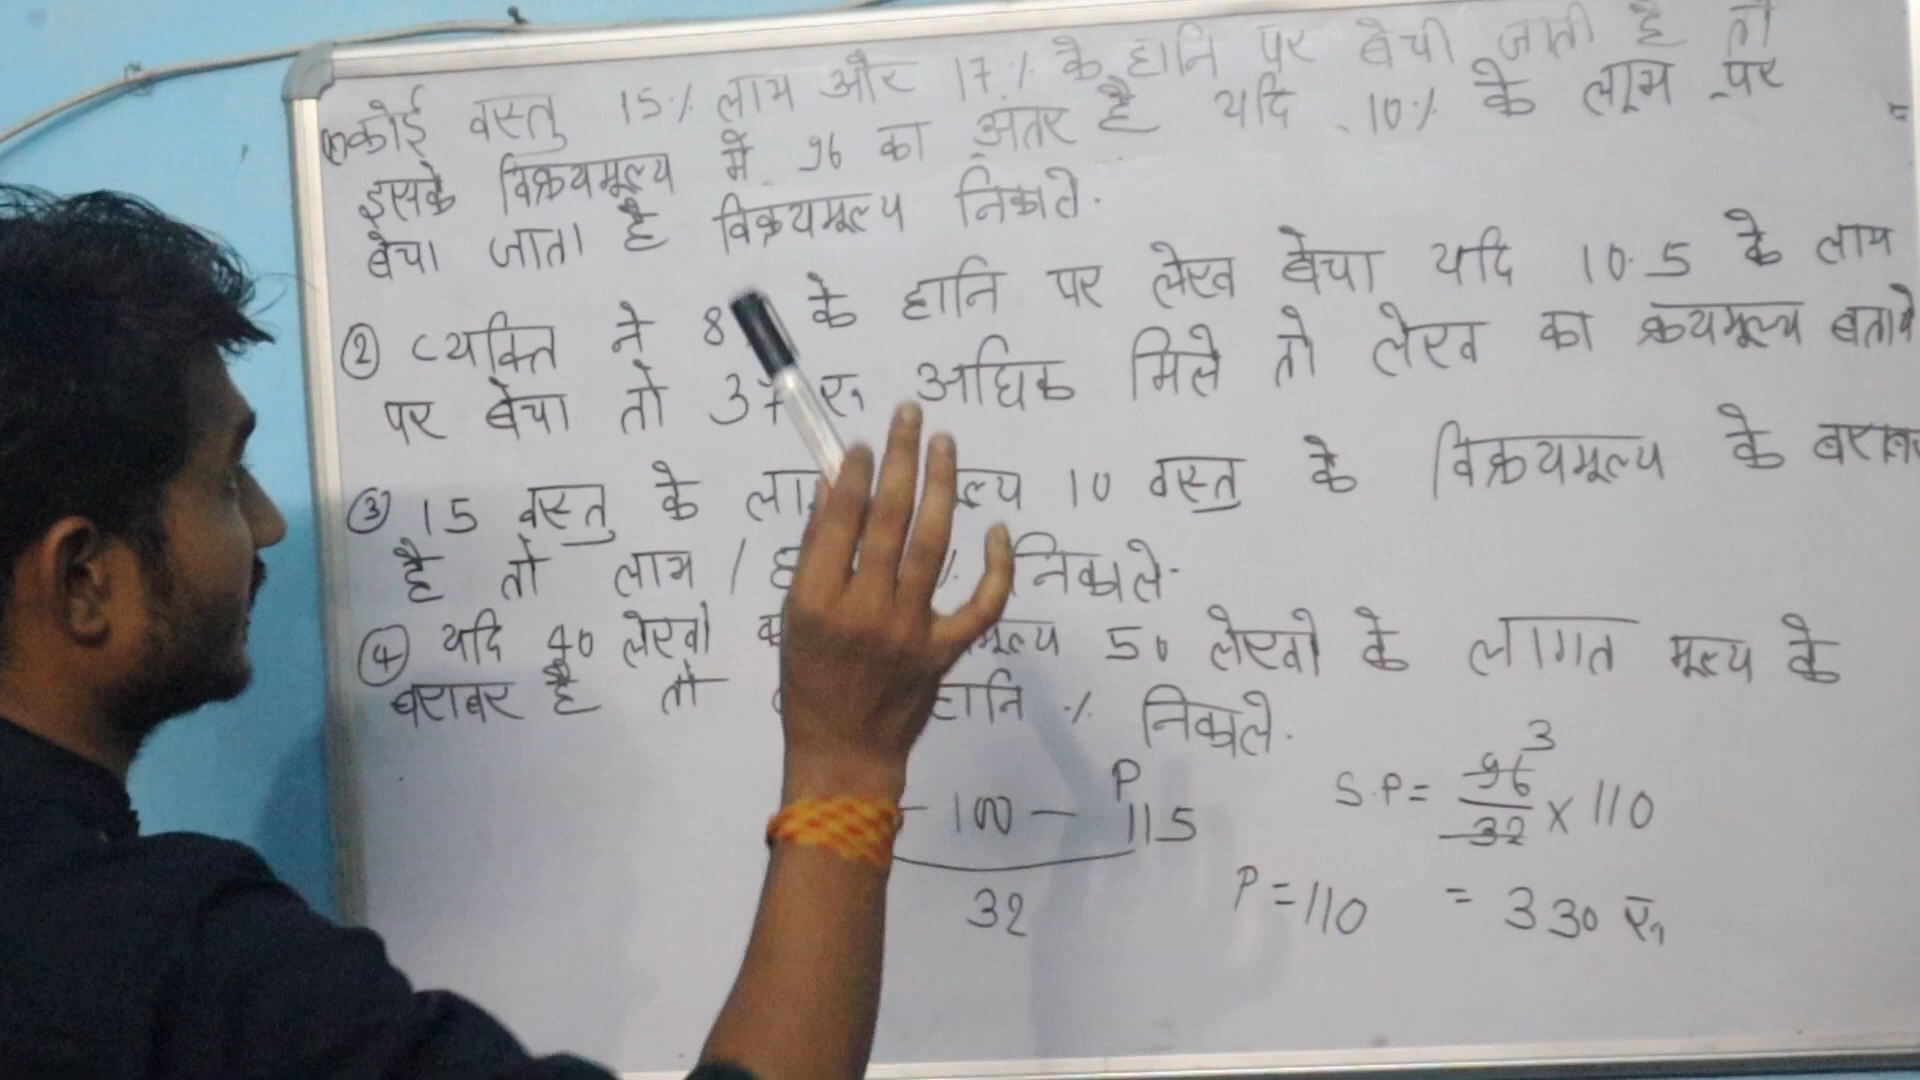 ① कोई वस्तु 15% लाभ और 17% के हानि पर बेची जाती है तो
इसके विक्रयमूल्य में 96 का अंतर है यदि 10% के लाभ पर
बेचा जाता है विक्रयमूल्य निकाले.
② व्यक्ति ने 8 के हानि पर लेख बेचा यदि 10.5 के लाभ
पर बेचा तो 37 रु अधिक मिले तो लेख का क्रयमूल्य बतावे
③ 15 वस्तु के 10 वस्तु के विक्रयमूल्य के बराबर
है तो लाभ / % निकाले.
④ यदि 40 लेखो 50 लेखो के लागत मूल्य के
बराबर है तो हानि % निकाले.
- 100 - P 115
32
S.P = 96/32 3 × 110
P = 110 = 330 रु